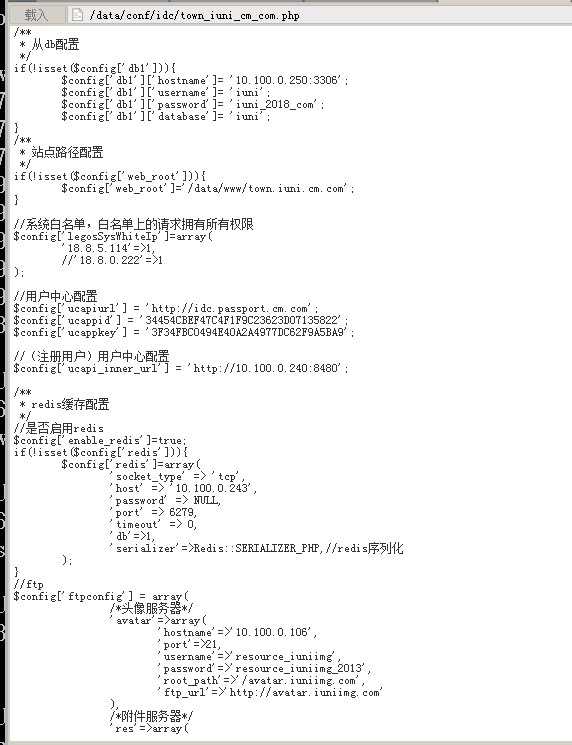 载入 /data/conf/idc/town_iuni_cm_com.php
/**
 * 从db配置
 */
if(!isset($config['db1'])){
        $config['db1']['hostname']= '10.100.0.250:3306';
        $config['db1']['username']= 'iuni';
        $config['db1']['password']= 'iuni_2018_com';
        $config['db1']['database']= 'iuni';
}
/**
 * 站点路径配置
 */
if(!isset($config['web_root'])){
        $config['web_root']='/data/www/town.iuni.cm.com';
}

//系统白名单，白名单上的请求拥有所有权限
$config['legosSysWhiteIp']=array(
        '18.8.5.114'=>1,
        //'18.8.0.222'=>1
);

//用户中心配置
$config['ucapiurl'] = 'http://idc.passport.cm.com';
$config['ucappid'] = '34454CBEF47C4F1F9C23623D07135822';
$config['ucappkey'] = '3F34FBC0494E40A2A4977DC62F9A5BA9';

//（注册用户）用户中心配置
$config['ucapi_inner_url'] = 'http://10.100.0.240:8480';

/**
 * redis缓存配置
 */
//是否启用redis
$config['enable_redis']=true;
if(!isset($config['redis'])){
        $config['redis']=array(
                'socket_type' => 'tcp',
                'host' => '10.100.0.243',
                'password' => NULL,
                'port' => 6279,
                'timeout' => 0,
                'db'=>1,
                'serializer'=>Redis::SERIALIZER_PHP,//redis序列化
        );
}
//ftp
$config['ftpconfig'] = array(
                /*头像服务器*/
                'avatar'=>array(
                        'hostname'=>'10.100.0.106',
                        'port'=>21,
                        'username'=>'resource_iuniimg',
                        'password'=>'resource_iuniimg_2013',
                        'root_path'=>'/avatar.iuniimg.com',
                        'ftp_url'=>'http://avatar.iuniimg.com'
                ),
                /*附件服务器*/
                'res'=>array(